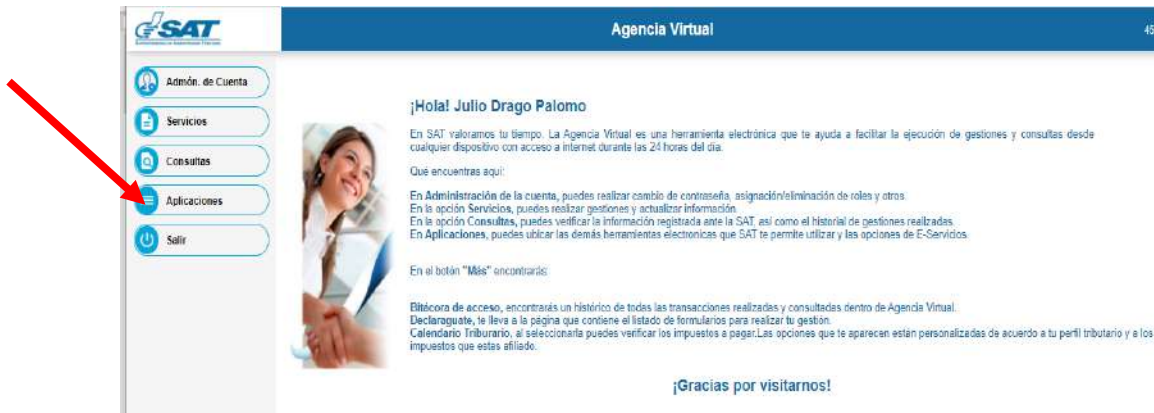 SAT
Agencia Virtual
45
Admón. de Cuenta
Servicios
Consultas
Aplicaciones
Salir
¡Hola! Julio Drago Palomo
En SAT valoramos tu tiempo. La Agencia Virtual es una herramienta electrónica que te ayuda a facilitar la ejecución de gestiones y consultas desde
cualquier dispositivo con acceso a internet durante las 24 horas del día.
Qué encuentras aquí:
En Administración de la cuenta, puedes realizar cambio de contraseña, asignación/eliminación de roles y otros.
En la opción Servicios, puedes realizar gestiones y actualizar información.
En la opción Consultas, puedes verificar la información registrada ante la SAT, así como el historial de gestiones realizadas.
En Aplicaciones, puedes ubicar las demás herramientas electronicas que SAT te permite utilizar y las opciones de E-Servicios.
En el botón "Más" encontrarás:
Bitácora de acceso, encontrarás un histórico de todas las transacciones realizadas y consultadas dentro de Agencia Virtual.
Declaraguate, te lleva a la página que contiene el listado de formularios para realizar tu gestión.
Calendario Triburario, al seleccionarla puedes verificar los impuestos a pagar.Las opciones que te aparecen están personalizadas de acuerdo a tu perfil tributario y a los
impuestos que estas afiliado.
¡Gracias por visitarnos!